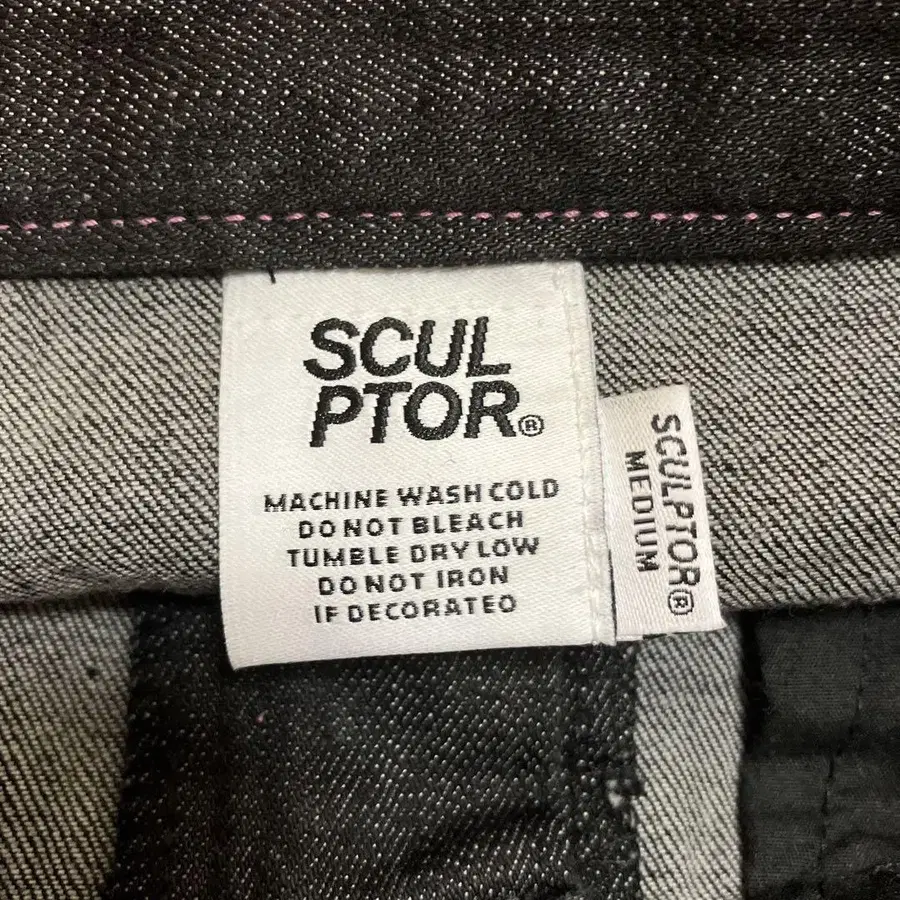 SCUL
PTOR®
MACHINE WASH COLD
DO NOT BLEACH
TUMBLE DRY LOW
DO NOT IRON
IF DECORATED
SCULPTOR®
MEDIUM